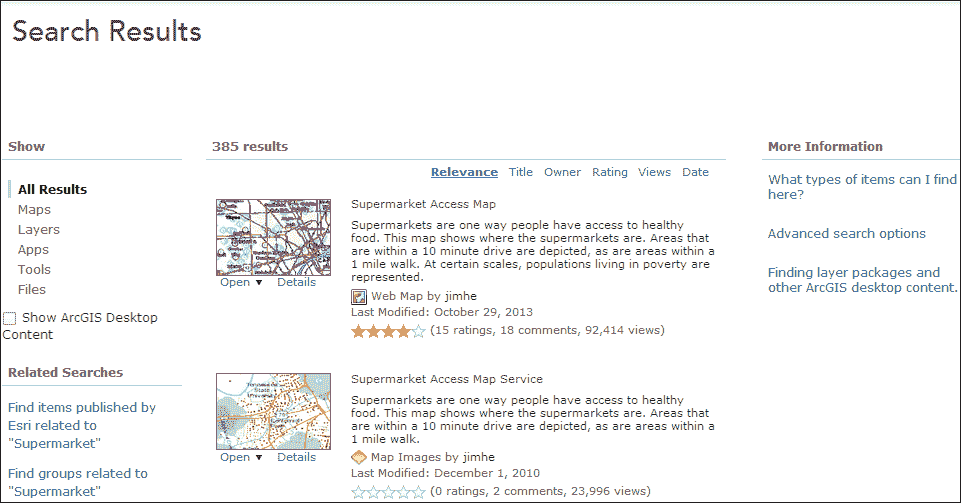 Search Results
Show
All Results
Maps
Layers
Apps
Tools
Files
Show ArcGIS Desktop
Content
Related Searches
Find items published by
Esri related to
"Supermarket"
Find groups related to
"Supermarket"
385 results
Relevance Title Owner Rating Views Date
Supermarket Access Map
Supermarkets are one way people have access to healthy
food. This map shows where the supermarkets are. Areas that
are within a 10 minute drive are depicted, as are areas within a
1 mile walk. At certain scales, populations living in poverty are
represented.
Open Details
Web Map by jimhe
Last Modified: October 29, 2013
(15 ratings, 18 comments, 92,414 views)
Supermarket Access Map Service
Supermarkets are one way people have access to healthy
food. This map shows where the supermarkets are. Areas that
are within a 10 minute drive are depicted, as are areas within a
1 mile walk.
Open Details
Map Images by jimhe
Last Modified: December 1, 2010
(0 ratings, 2 comments, 23,996 views)
More Information
What types of items can I find
here?
Advanced search options
Finding layer packages and
other ArcGIS desktop content.